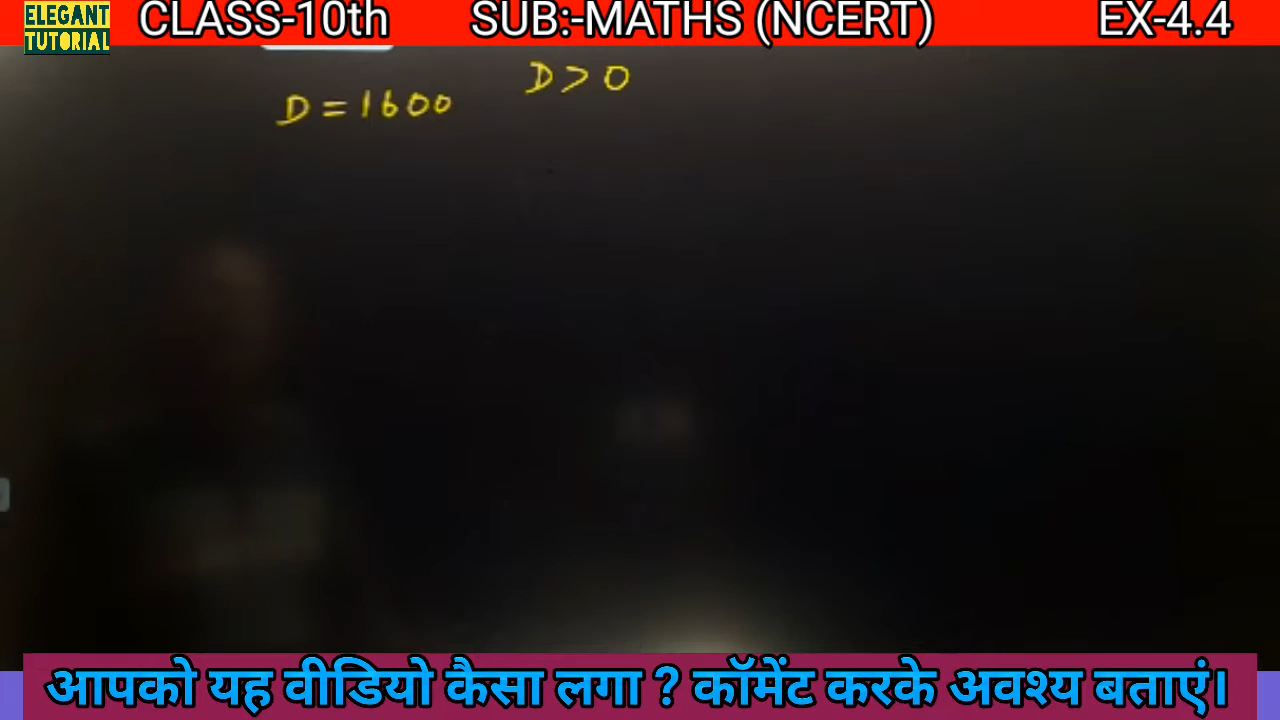 ELEGANT
TUTORIAL
CLASS-10th SUB:-MATHS (NCERT) EX-4.4
D = 1600 D > 0
आपको यह वीडियो कैसा लगा ? कॉमेंट करके अवश्य बताएं।